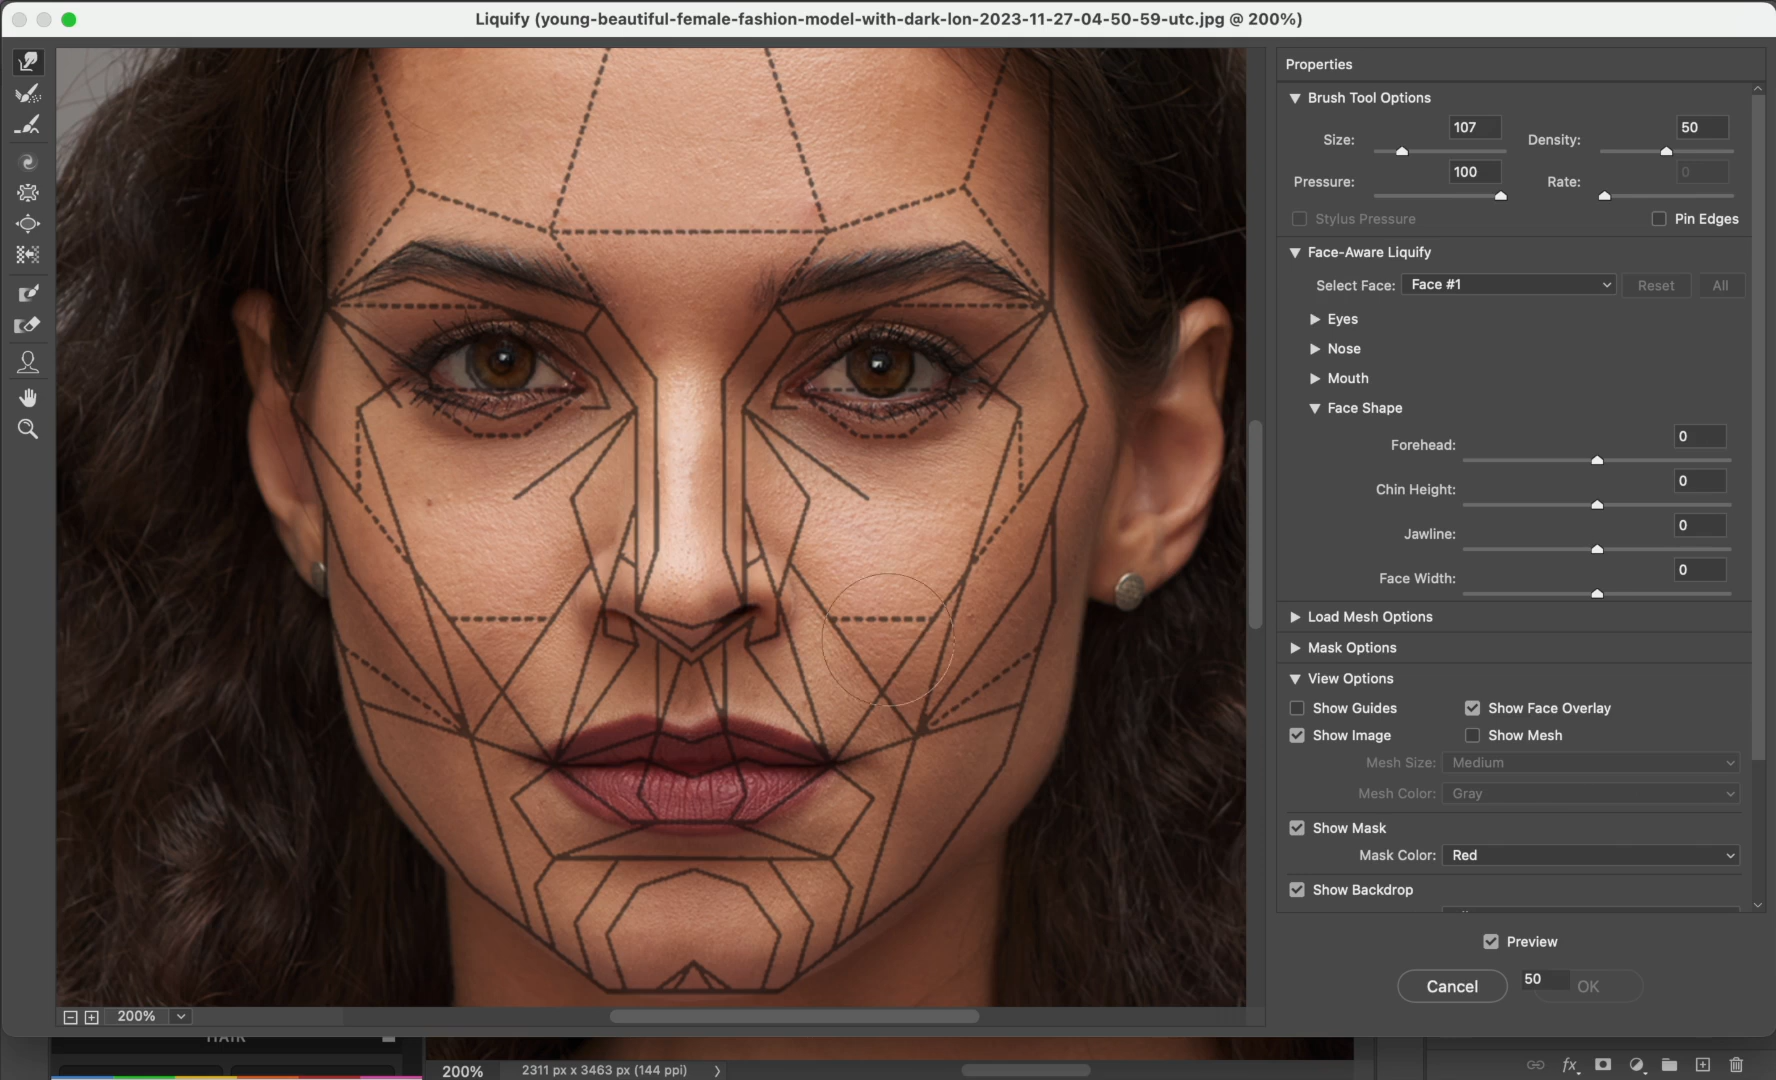 Liquify (young-beautiful-female-fashion-model-with-dark-lon-2023-11-27-04-50-59-utc.jpg @ 200%)
Properties
Brush Tool Options
Size: 107 Density: 50
Pressure: 100 Rate: 0
Stylus Pressure Pin Edges
Face-Aware Liquify
Select Face: Face #1 Reset All
Eyes
Nose
Mouth
Face Shape
Forehead: 0
Chin Height: 0
Jawline: 0
Face Width: 0
Load Mesh Options
Mask Options
View Options
Show Guides Show Face Overlay
Show Image Show Mesh
Mesh Size: Medium
Mesh Color: Gray
Show Mask
Mask Color: Red
Show Backdrop
Preview
Cancel 50 OK
200%
HAIR
200% 2311 px x 3463 px (144 ppi)
fx